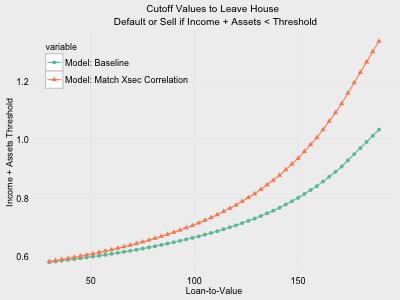 Cutoff Values to Leave House
Default or Sell if Income + Assets < Threshold
variable
Model: Baseline
Model: Match Xsec Correlation
Income + Assets Threshold
1.2
1.0
0.8
0.6
50
100
150
Loan-to-Value